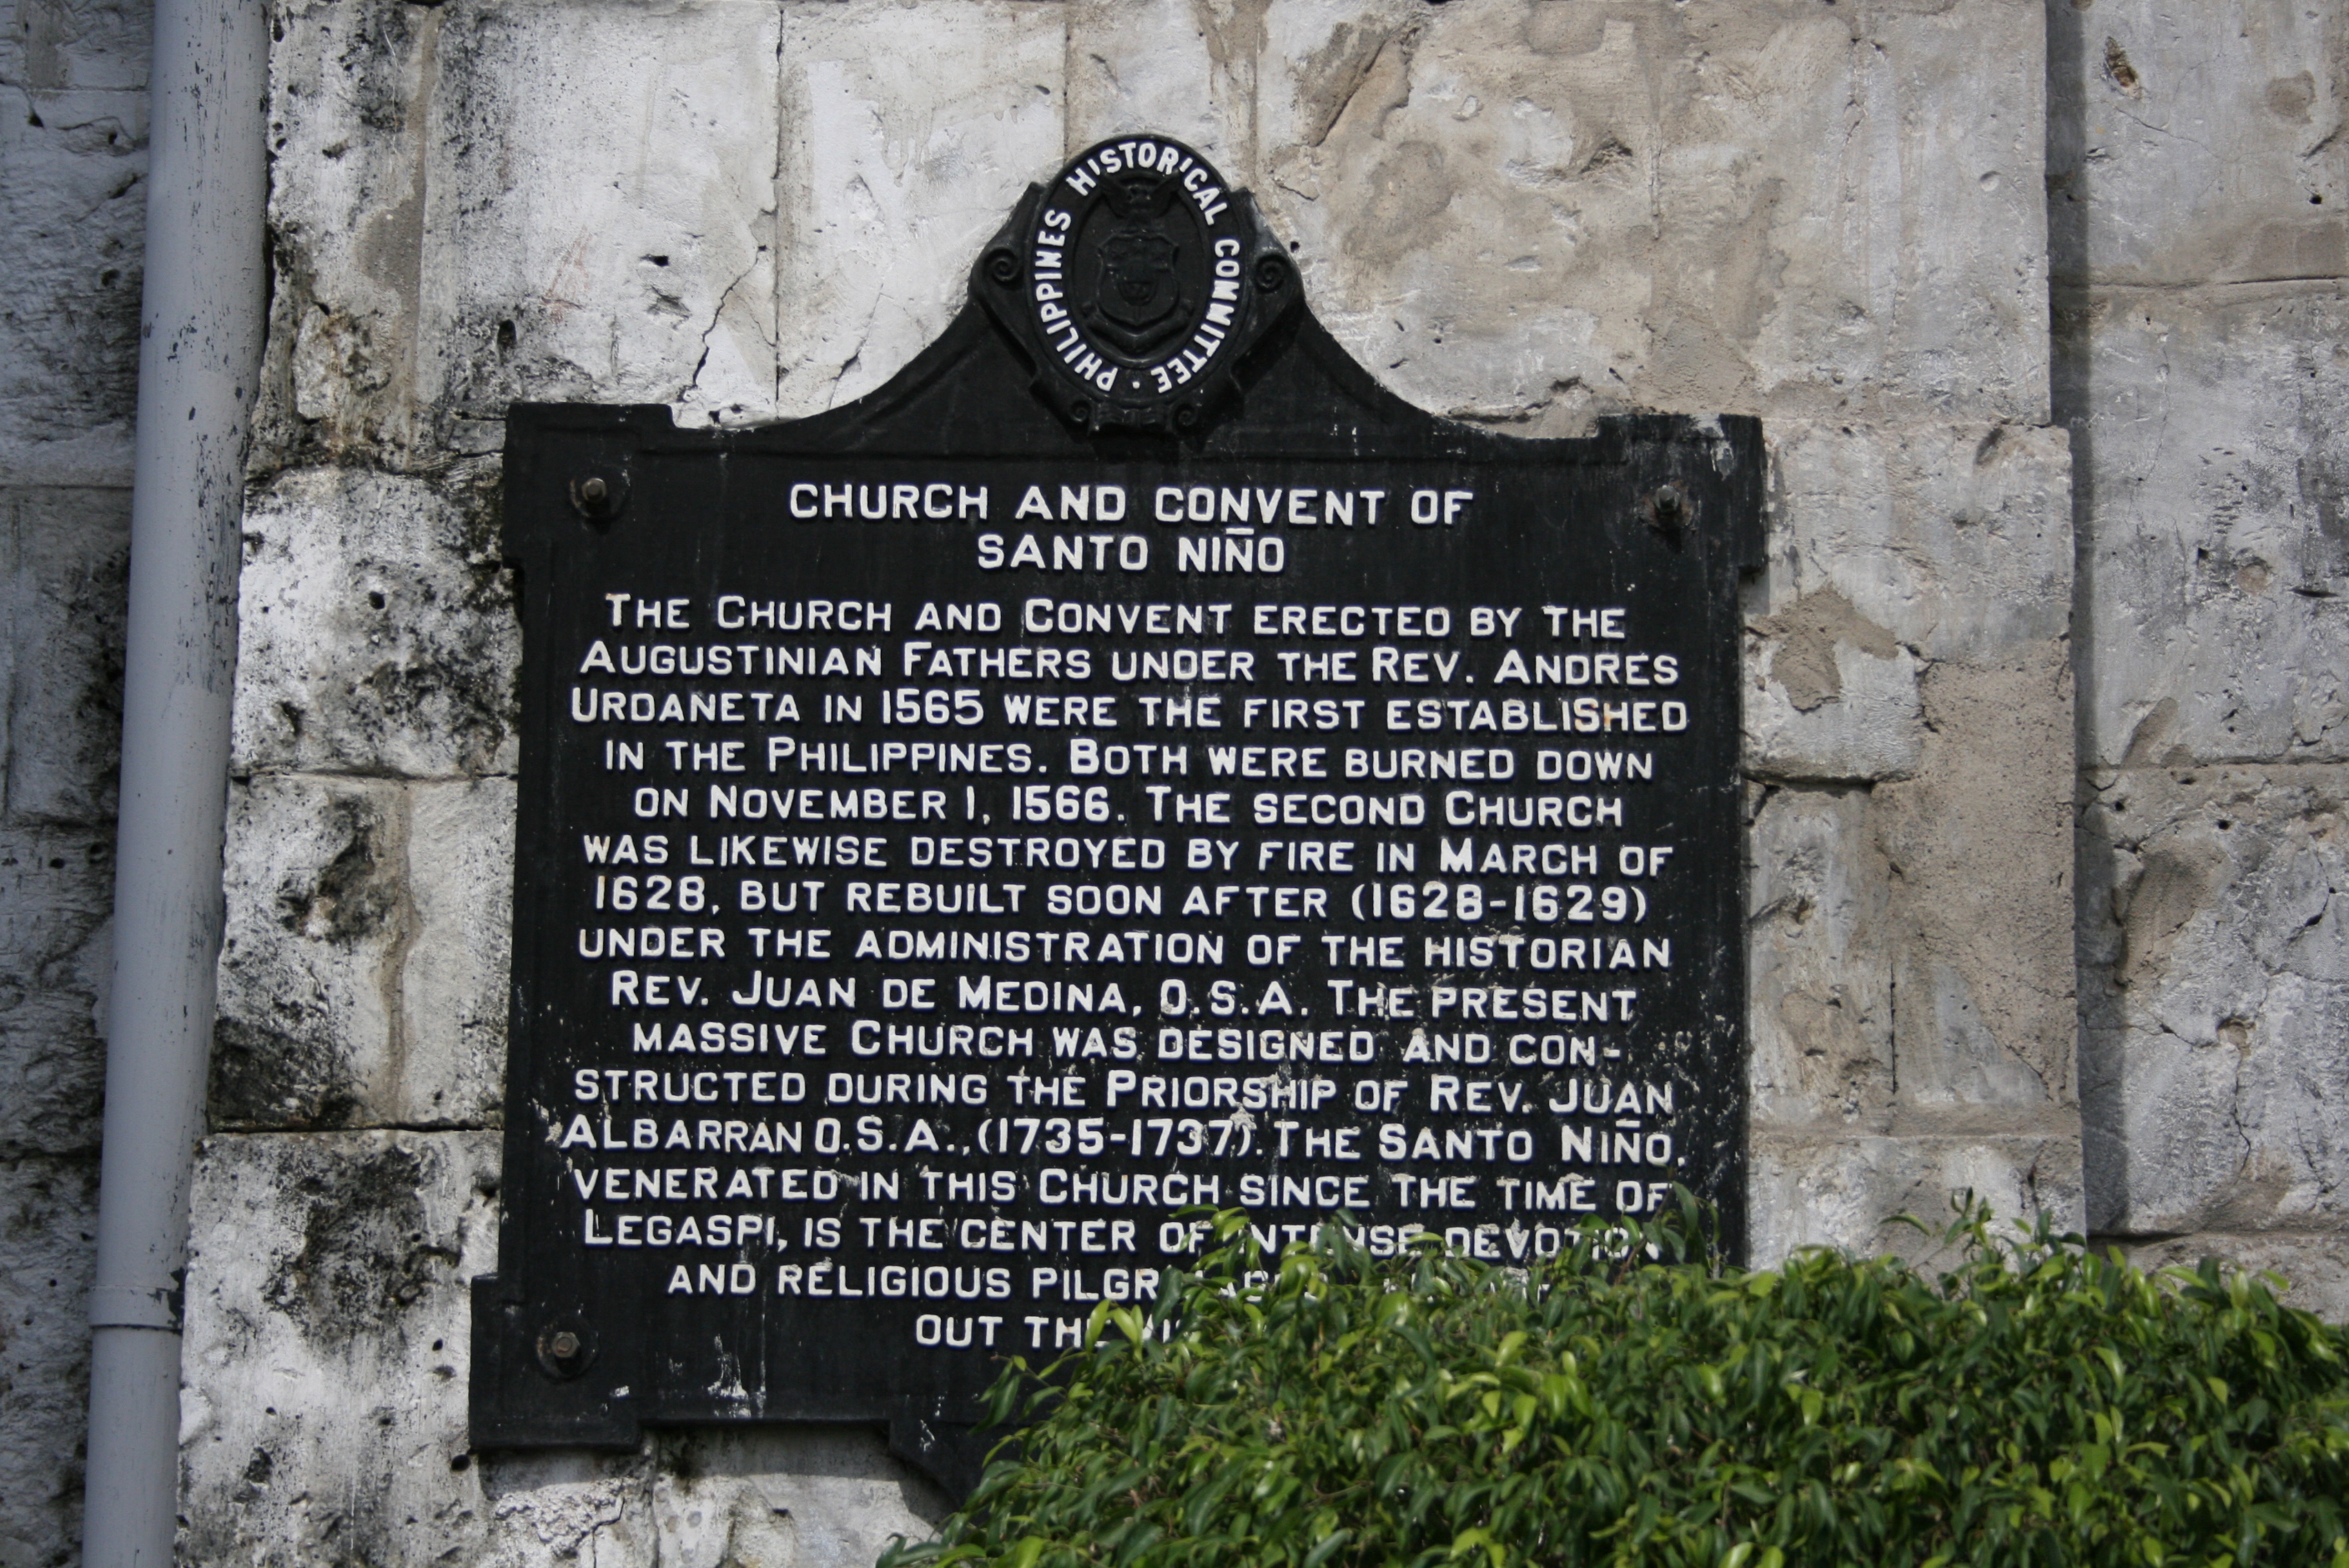 PHILIPPINES HISTORICAL COMMITTEE ·
CHURCH AND CONVENT OF
SANTO NIÑO
THE CHURCH AND CONVENT ERECTED BY THE
AUGUSTINIAN FATHERS UNDER THE REV. ANDRES
URDANETA IN 1565 WERE THE FIRST ESTABLISHED
IN THE PHILIPPINES. BOTH WERE BURNED DOWN
ON NOVEMBER 1, 1566. THE SECOND CHURCH
WAS LIKEWISE DESTROYED BY FIRE IN MARCH OF
1628, BUT REBUILT SOON AFTER (1628-1629)
UNDER THE ADMINISTRATION OF THE HISTORIAN
REV. JUAN DE MEDINA, O.S.A. THE PRESENT
MASSIVE CHURCH WAS DESIGNED AND CON-
STRUCTED DURING THE PRIORSHIP OF REV. JUAN
ALBARRAN O.S.A., (1735-1737). THE SANTO NIÑO,
VENERATED IN THIS CHURCH SINCE THE TIME OF
LEGASPI, IS THE CENTER OF INTENSE DEVOTION
AND RELIGIOUS
OUT THE